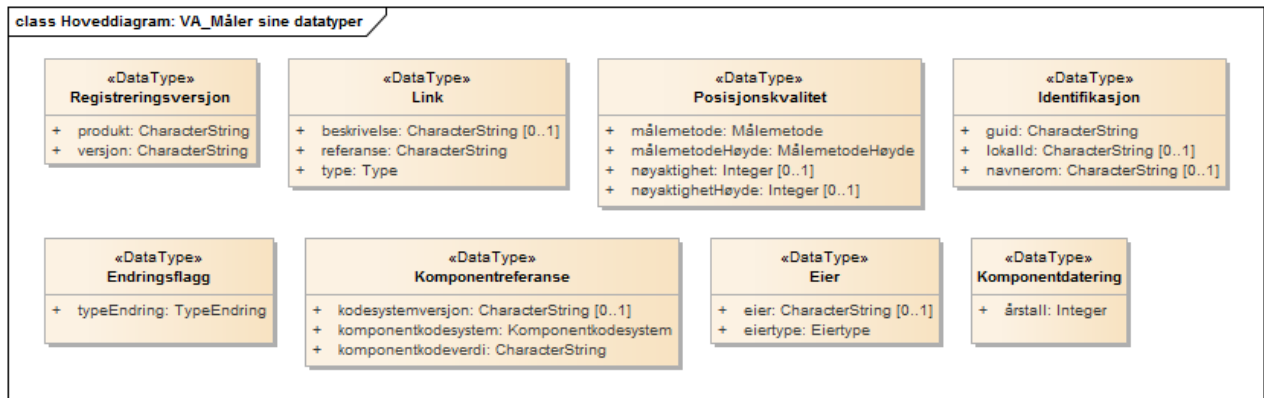 class Hoveddiagram: VA_Måler sine datatyper
«DataType»
Registreringsversjon
+ produkt: CharacterString
+ versjon: CharacterString
«DataType»
Link
+ beskrivelse: CharacterString [0..1]
+ referanse: CharacterString
+ type: Type
«DataType»
Posisjonskvalitet
+ målemetode: Målemetode
+ målemetodeHøyde: MålemetodeHøyde
+ nøyaktighet: Integer [0..1]
+ nøyaktighetHøyde: Integer [0..1]
«DataType»
Identifikasjon
+ guid: CharacterString
+ lokalId: CharacterString [0..1]
+ navnerom: CharacterString [0..1]
«DataType»
Endringsflagg
+ typeEndring: TypeEndring
«DataType»
Komponentreferanse
+ kodesystemversjon: CharacterString [0..1]
+ komponentkodesystem: Komponentkodesystem
+ komponentkodeverdi: CharacterString
«DataType»
Eier
+ eier: CharacterString [0..1]
+ eiertype: Eiertype
«DataType»
Komponentdatering
+ årstall: Integer